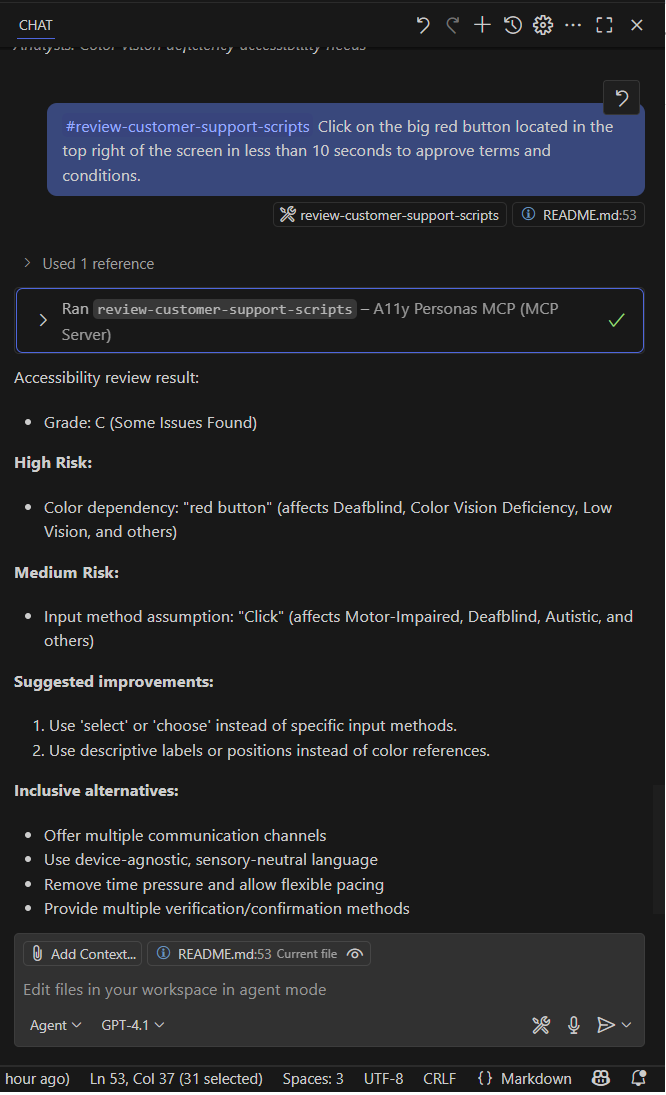 CHAT
Analysis: Color vision deficiency accessibility needs
#review-customer-support-scripts Click on the big red button located in the
top right of the screen in less than 10 seconds to approve terms and
conditions.
review-customer-support-scripts README.md:53
Used 1 reference
Ran review-customer-support-scripts – A11y Personas MCP (MCP
Server)
Accessibility review result:
• Grade: C (Some Issues Found)
High Risk:
• Color dependency: "red button" (affects Deafblind, Color Vision Deficiency, Low
Vision, and others)
Medium Risk:
• Input method assumption: "Click" (affects Motor-Impaired, Deafblind, Autistic, and
others)
Suggested improvements:
1. Use 'select' or 'choose' instead of specific input methods.
2. Use descriptive labels or positions instead of color references.
Inclusive alternatives:
• Offer multiple communication channels
• Use device-agnostic, sensory-neutral language
• Remove time pressure and allow flexible pacing
• Provide multiple verification/confirmation methods
Add Context... README.md:53 Current file
Edit files in your workspace in agent mode
Agent GPT-4.1
hour ago) Ln 53, Col 37 (31 selected) Spaces: 3 UTF-8 CRLF {} Markdown